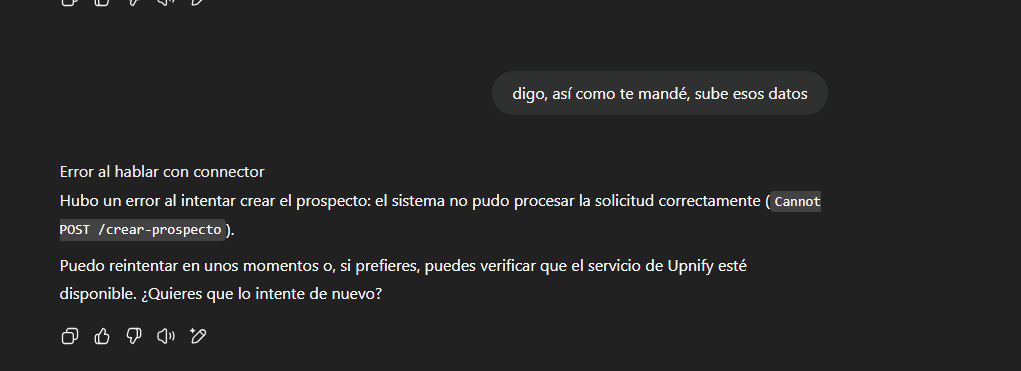 digo, así como te mandé, sube esos datos
Error al hablar con connector
Hubo un error al intentar crear el prospecto: el sistema no pudo procesar la solicitud correctamente (Cannot
POST /crear-prospecto).
Puedo reintentar en unos momentos o, si prefieres, puedes verificar que el servicio de Upnify esté
disponible. ¿Quieres que lo intente de nuevo?